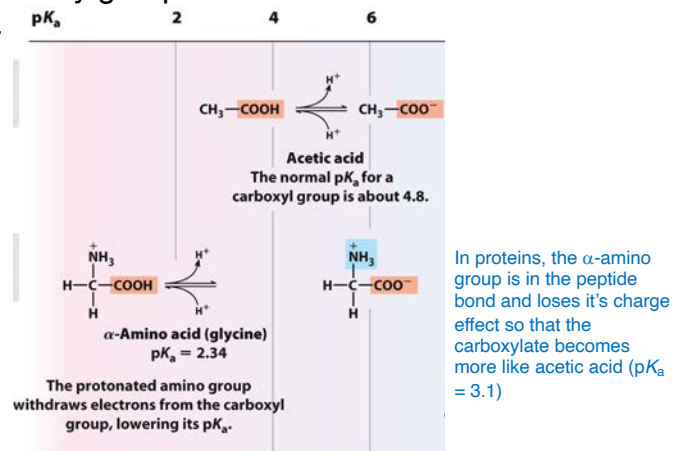 pKa 2 4 6
H+
CH3—COOH CH3—COO−
H+
Acetic acid
The normal pKa for a
carboxyl group is about 4.8.
+
NH3
H+
H—C—COOH
H
H+
+
NH3
H—C—COO−
H
α-Amino acid (glycine)
pKa = 2.34
The protonated amino group
withdraws electrons from the carboxyl
group, lowering its pKa.
In proteins, the α-amino
group is in the peptide
bond and loses it's charge
effect so that the
carboxylate becomes
more like acetic acid (pKa
= 3.1)